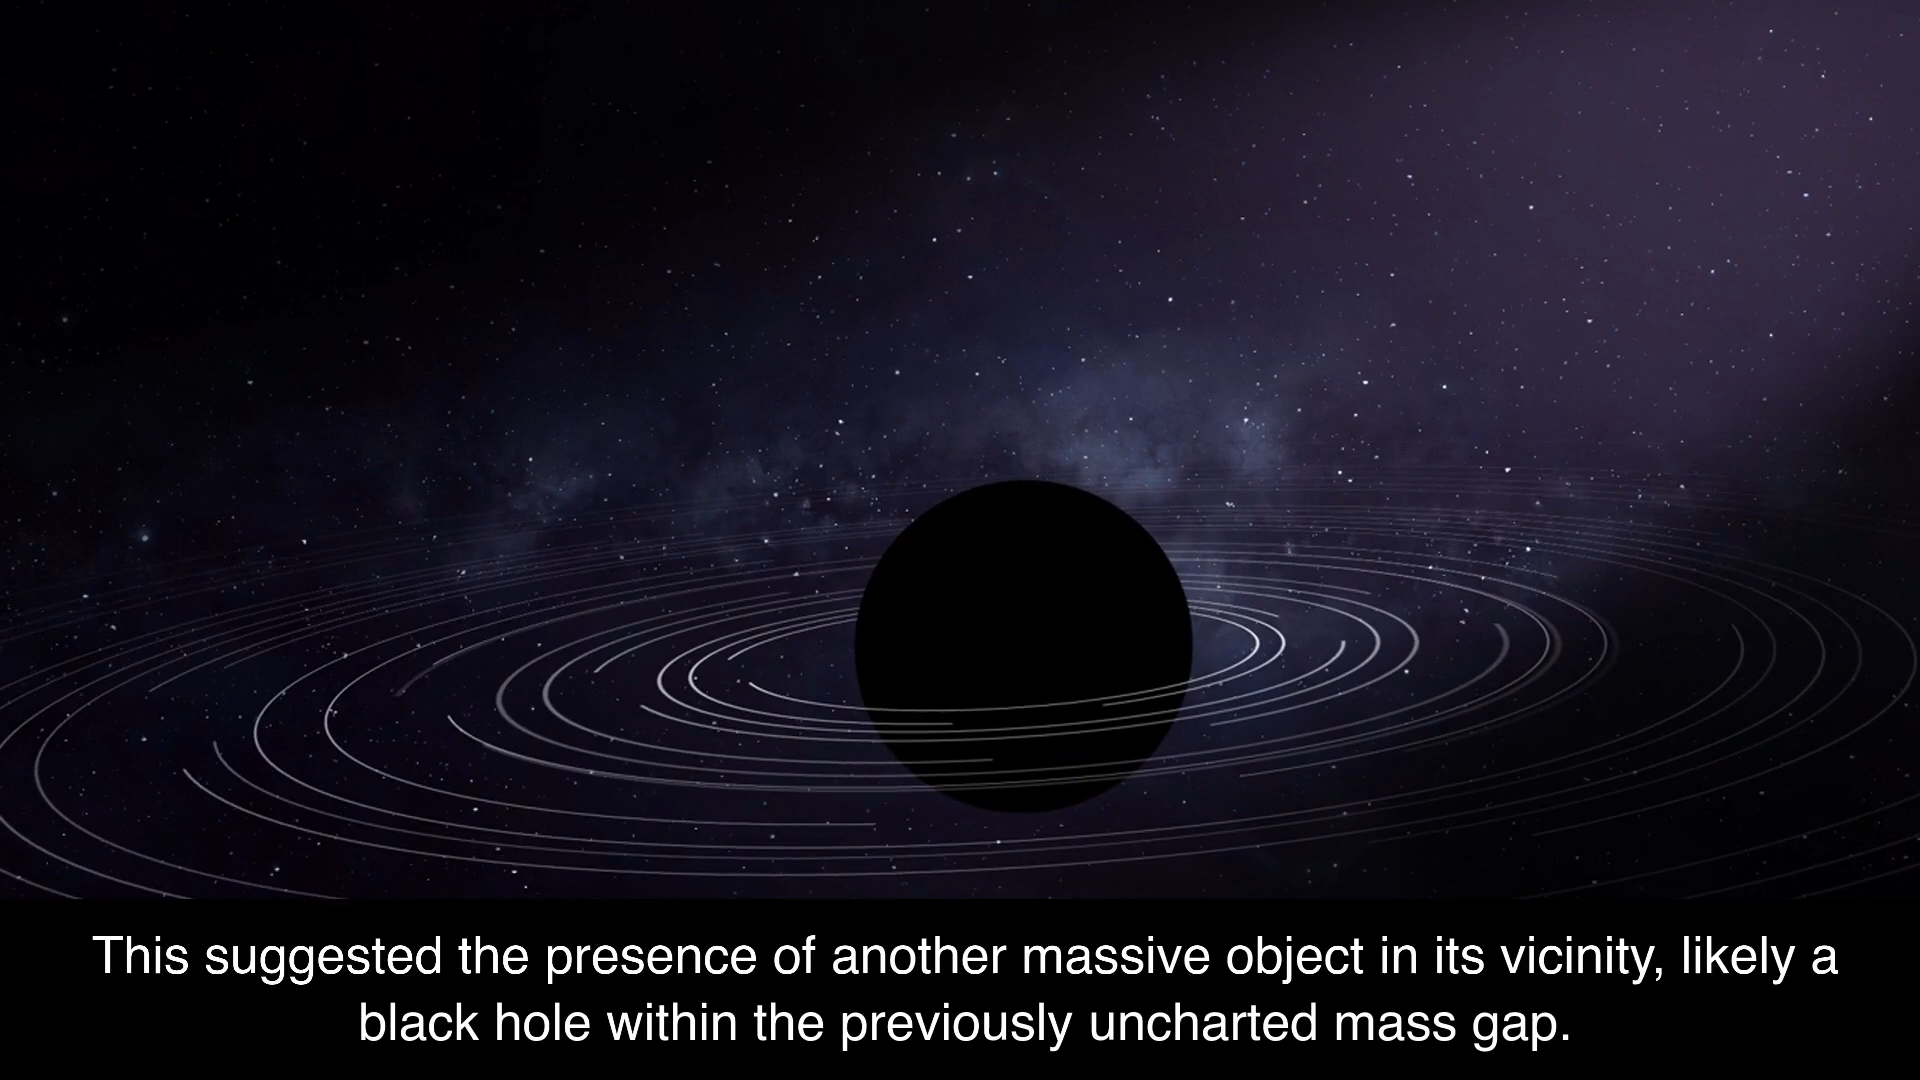 This suggested the presence of another massive object in its vicinity, likely a
black hole within the previously uncharted mass gap.